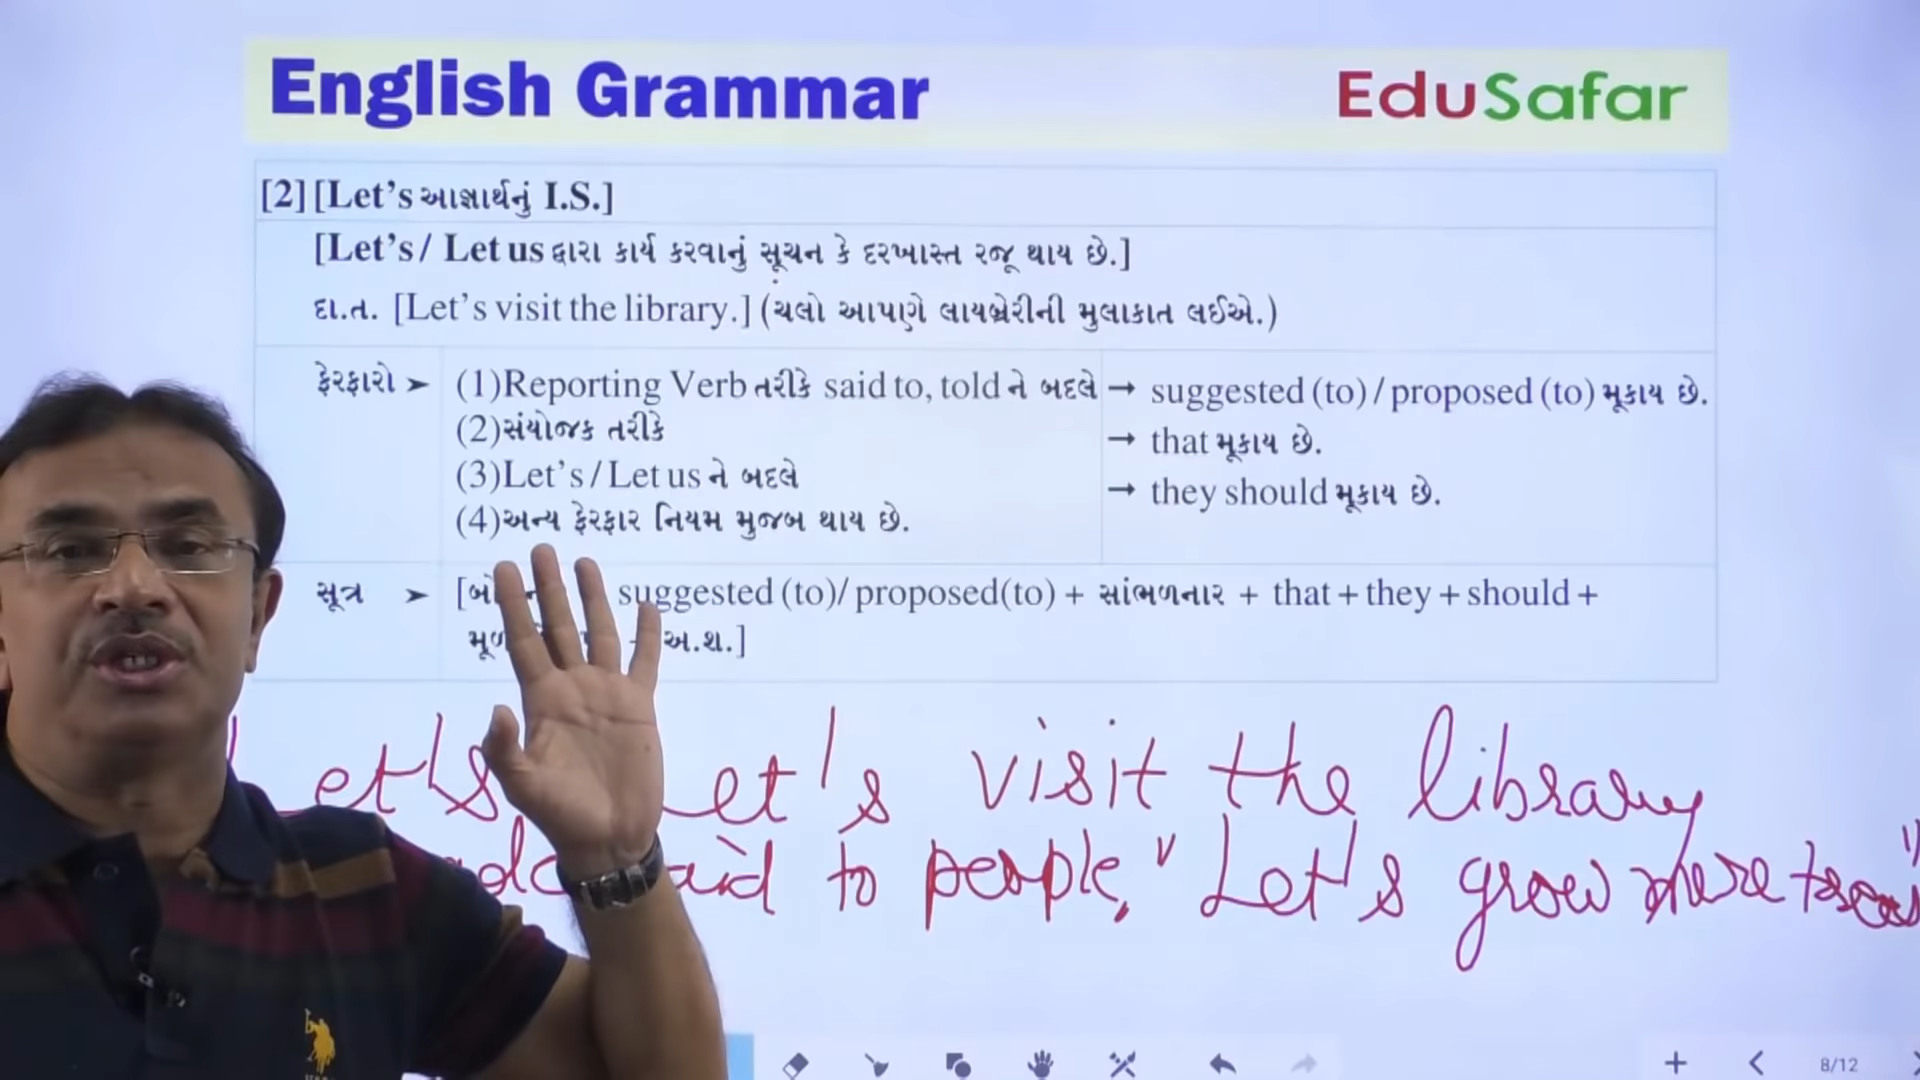 English Grammar
EduSafar
[2] [Let's આજ્ઞાર્થનું I.S.]
[Let's / Let us દ્વારા કાર્ય કરવાનું સૂચન કે દરખાસ્ત રજૂ થાય છે.]
દા.ત. [Let's visit the library.] (ચલો આપણે લાયબ્રેરીની મુલાકાત લઈએ.)
ફેરફારો ➤ (1) Reporting Verb તરીકે said to, told ને બદલે → suggested (to) / proposed (to) મૂકાય છે.
(2) સંયોજક તરીકે → that મૂકાય છે.
(3) Let's / Let us ને બદલે → they should મૂકાય છે.
(4) અન્ય ફેરફાર નિયમ મુજબ થાય છે.
સૂત્ર ➤ suggested (to)/ proposed(to) + સાંભળનાર + that + they + should +
અ.શ.]
Let's visit the library
to people, " Let's grow more trees"
8/12